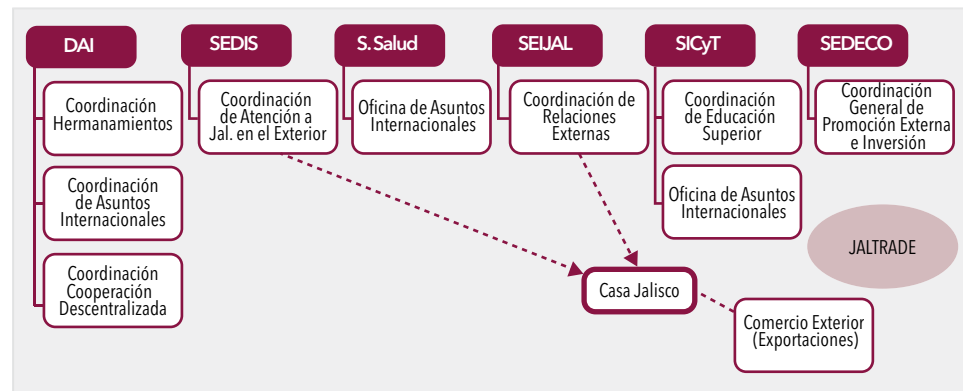 DAI
SEDIS
S. Salud
SEIJAL
SICyT
SEDECO
Coordinación
Hermanamientos
Coordinación
de Asuntos
Internacionales
Coordinación
Cooperación
Descentralizada
Coordinación
de Atención a
Jal. en el Exterior
Oficina de Asuntos
Internacionales
Coordinación de
Relaciones
Externas
Coordinación
de Educación
Superior
Oficina de Asuntos
Internacionales
Coordinación
General de
Promoción Externa
e Inversión
JALTRADE
Casa Jalisco
Comercio Exterior
(Exportaciones)